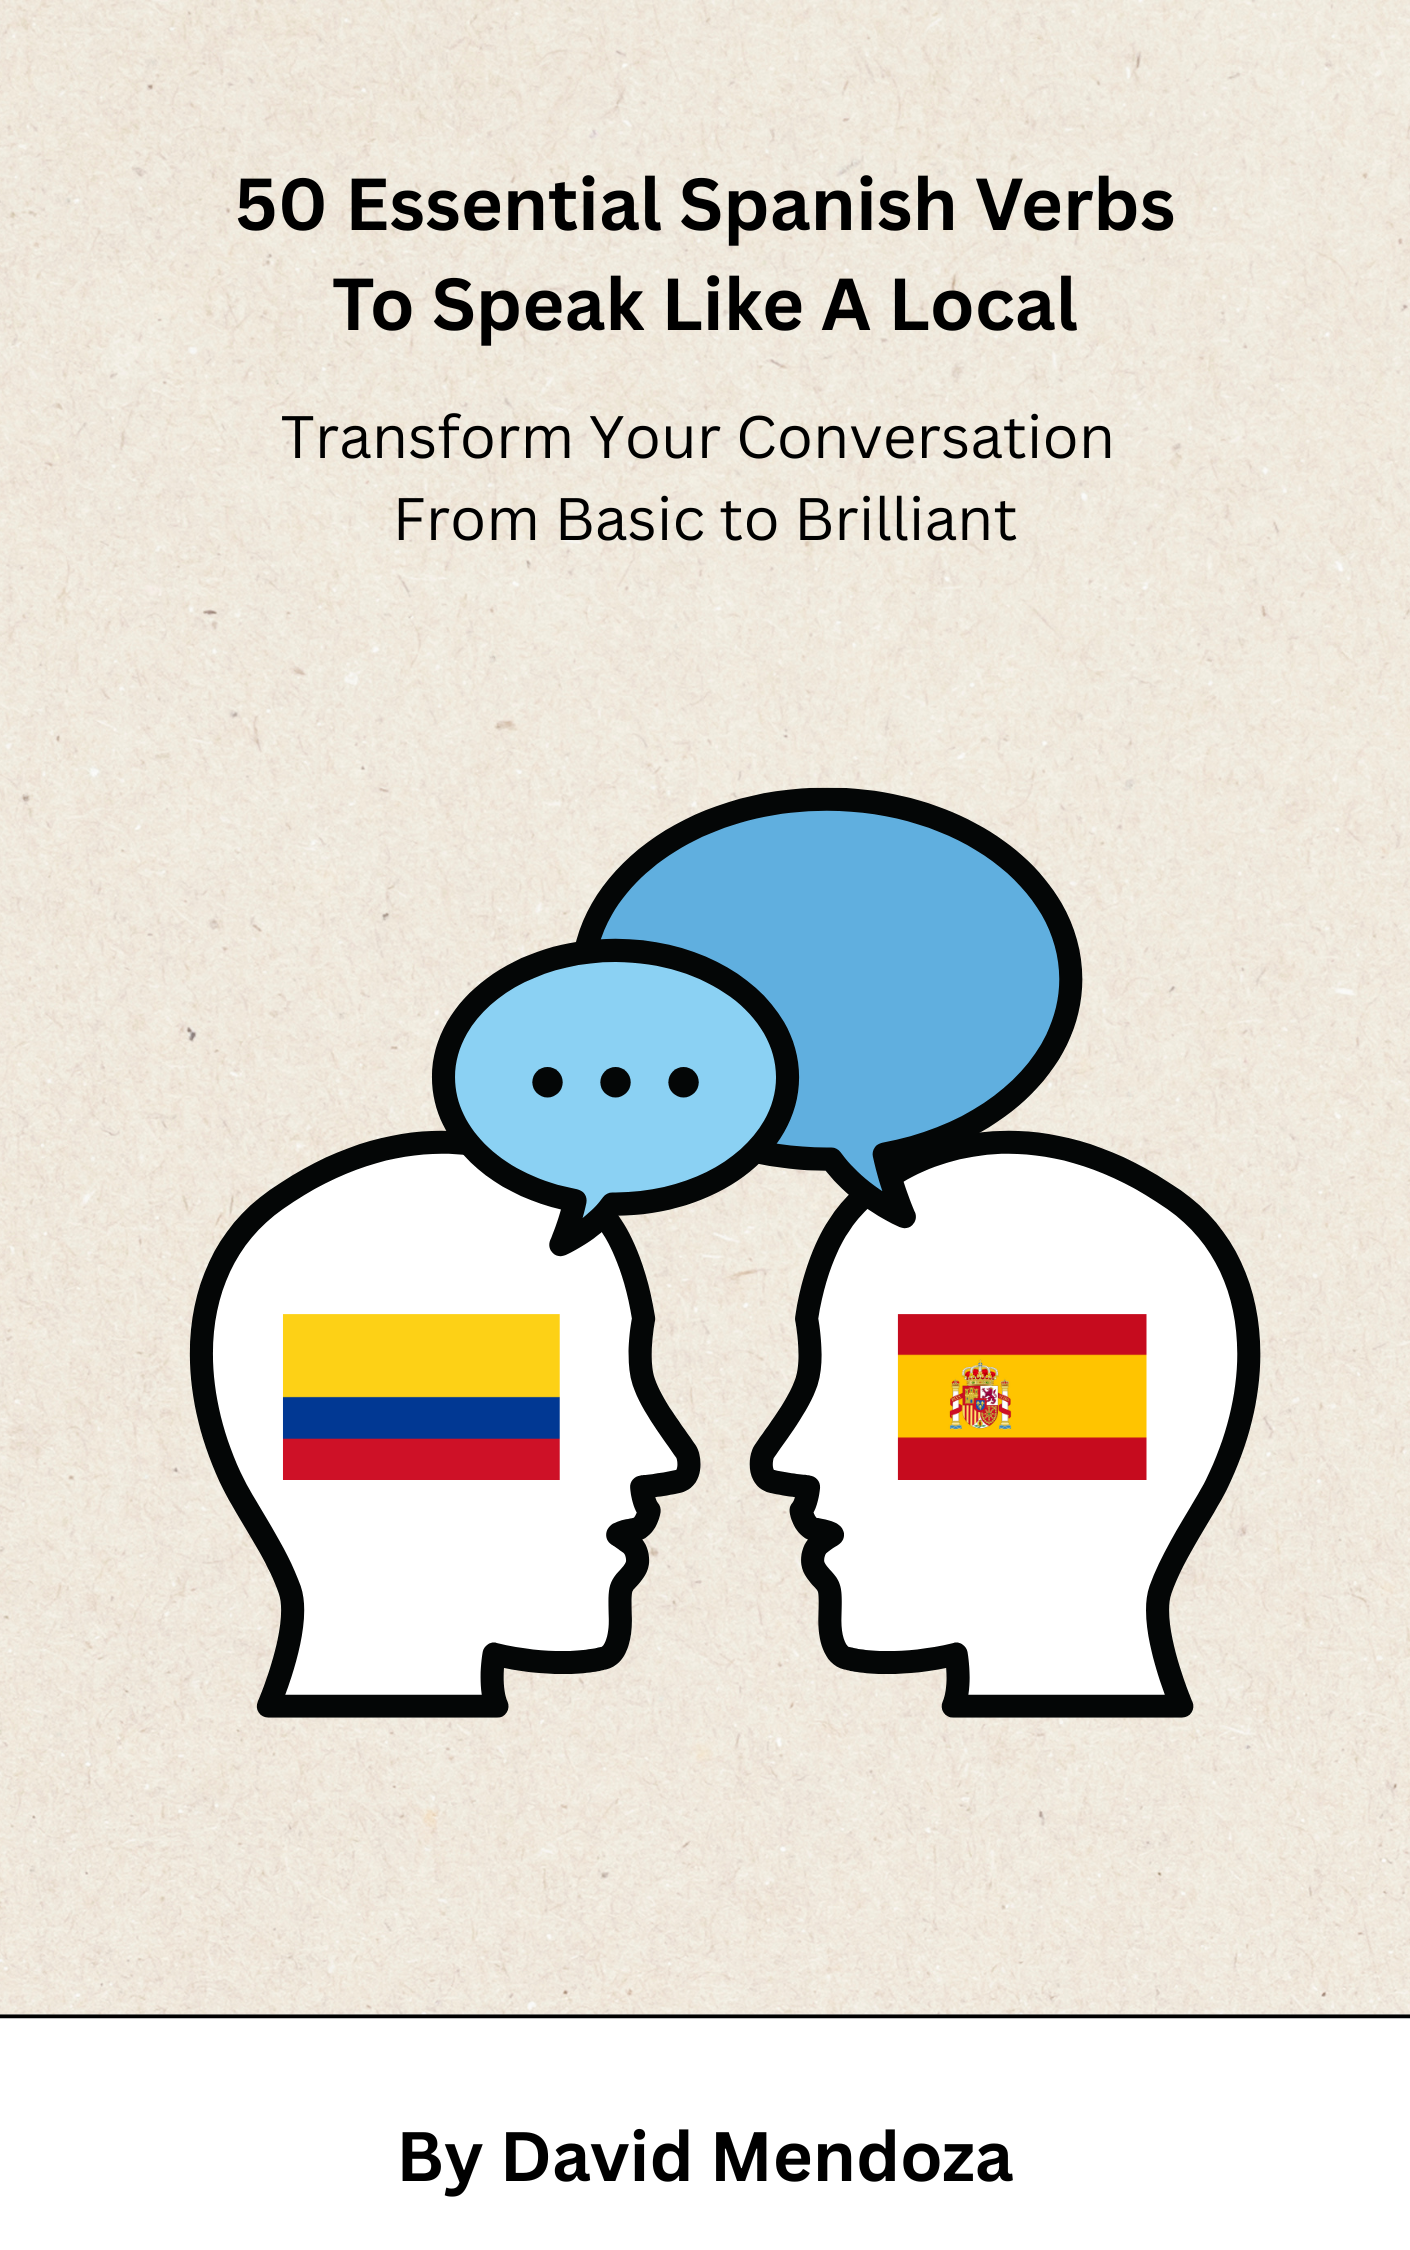 50 Essential Spanish Verbs
To Speak Like A Local
Transform Your Conversation
From Basic to Brilliant
By David Mendoza